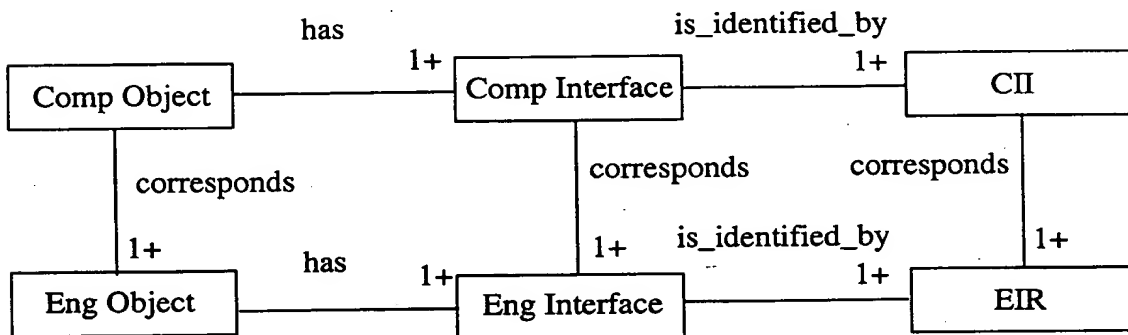 has
is_identified_by
1+
1+
Comp Object
Comp Interface
CII
corresponds
corresponds
corresponds
1+
1+
1+
has
is_identified_by
1+
1+
Eng Object
Eng Interface
EIR